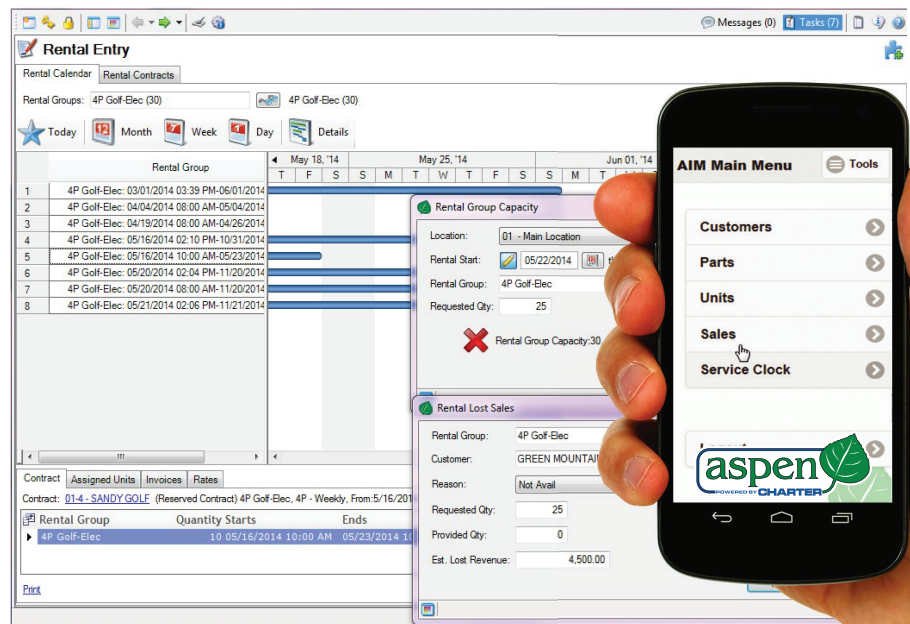 Messages (0) Tasks (7)
Rental Entry
Rental Calendar Rental Contracts
Rental Groups: 4P Golf-Elec (30) 4P Golf-Elec (30)
Today Month Week Day Details
Rental Group May 18, '14 May 25, '14 Jun 01, '14
T F S S M T W T F S S M T
1 4P Golf-Elec: 03/01/2014 03:39 PM-06/01/2014
2 4P Golf-Elec: 04/04/2014 08:00 AM-05/04/2014
3 4P Golf-Elec: 04/19/2014 08:00 AM-04/26/2014
4 4P Golf-Elec: 05/16/2014 02:10 PM-10/31/2014
5 4P Golf-Elec: 05/16/2014 10:00 AM-05/23/2014
6 4P Golf-Elec: 05/20/2014 02:04 PM-11/20/2014
7 4P Golf-Elec: 05/20/2014 08:00 AM-11/20/2014
8 4P Golf-Elec: 05/21/2014 02:06 PM-11/21/2014
Rental Group Capacity
Location: 01 - Main Location
Rental Start: 05/22/2014
Rental Group: 4P Golf-Elec
Requested Qty: 25
Rental Group Capacity:30
Rental Lost Sales
Rental Group: 4P Golf-Elec
Customer: GREEN MOUNTAI
Reason: Not Avail
Requested Qty: 25
Provided Qty: 0
Est. Lost Revenue: 4,500.00
Contract Assigned Units Invoices Rates
Contract: 01-4 - SANDY GOLF (Reserved Contract) 4P Golf-Elec, 4P - Weekly, From:5/16/201
Rental Group Quantity Starts Ends
4P Golf-Elec 10 05/16/2014 10:00 AM 05/23/2014 10
Print
AIM Main Menu Tools
Customers
Parts
Units
Sales
Service Clock
aspen
POWERED BY CHARTER